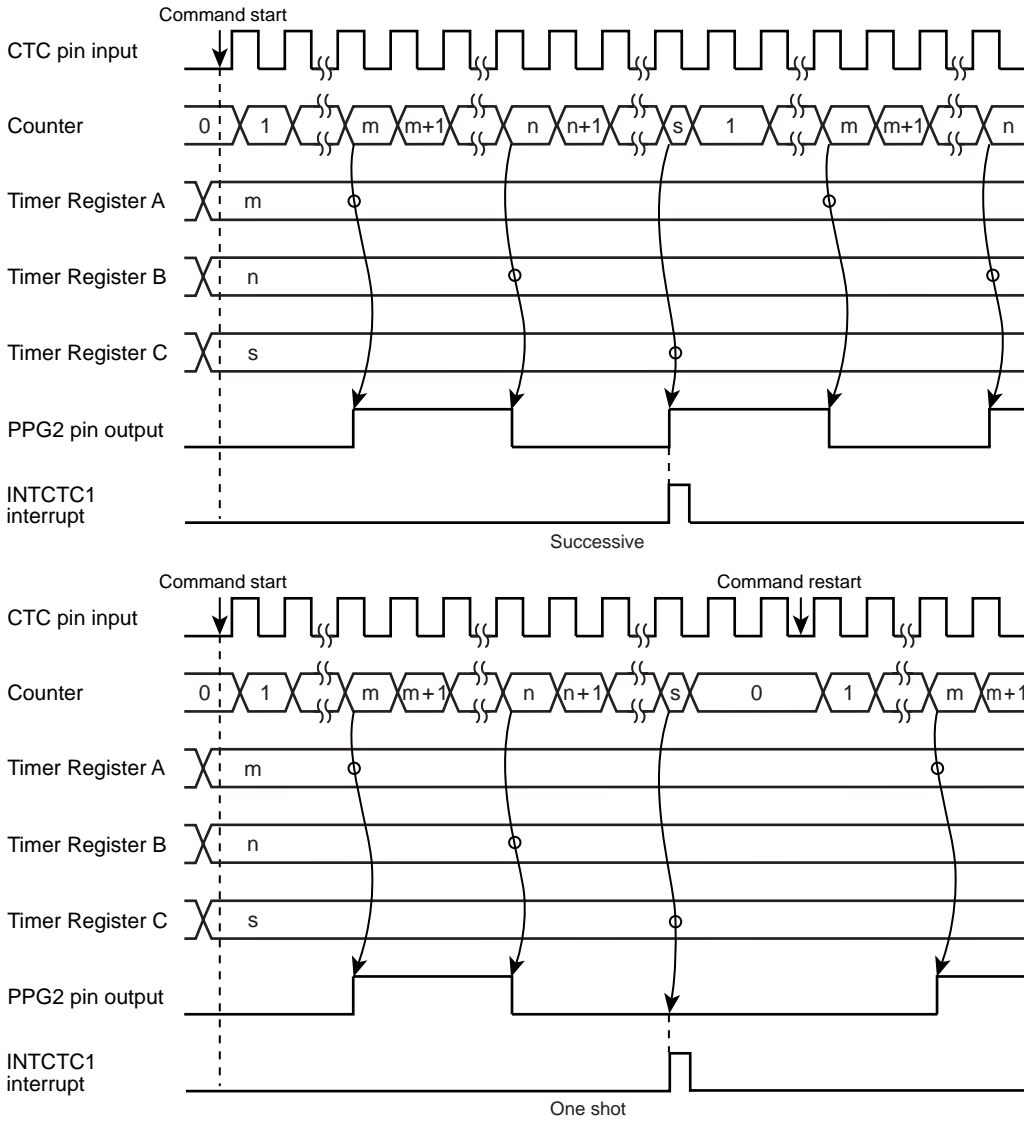 Command start
CTC pin input
Counter 0 1 m m+1 n n+1 s 1 m m+1 n
Timer Register A m
Timer Register B n
Timer Register C s
PPG2 pin output
INTCTC1
interrupt
Successive
Command start Command restart
CTC pin input
Counter 0 1 m m+1 n n+1 s 0 1 m m+1
Timer Register A m
Timer Register B n
Timer Register C s
PPG2 pin output
INTCTC1
interrupt
One shot